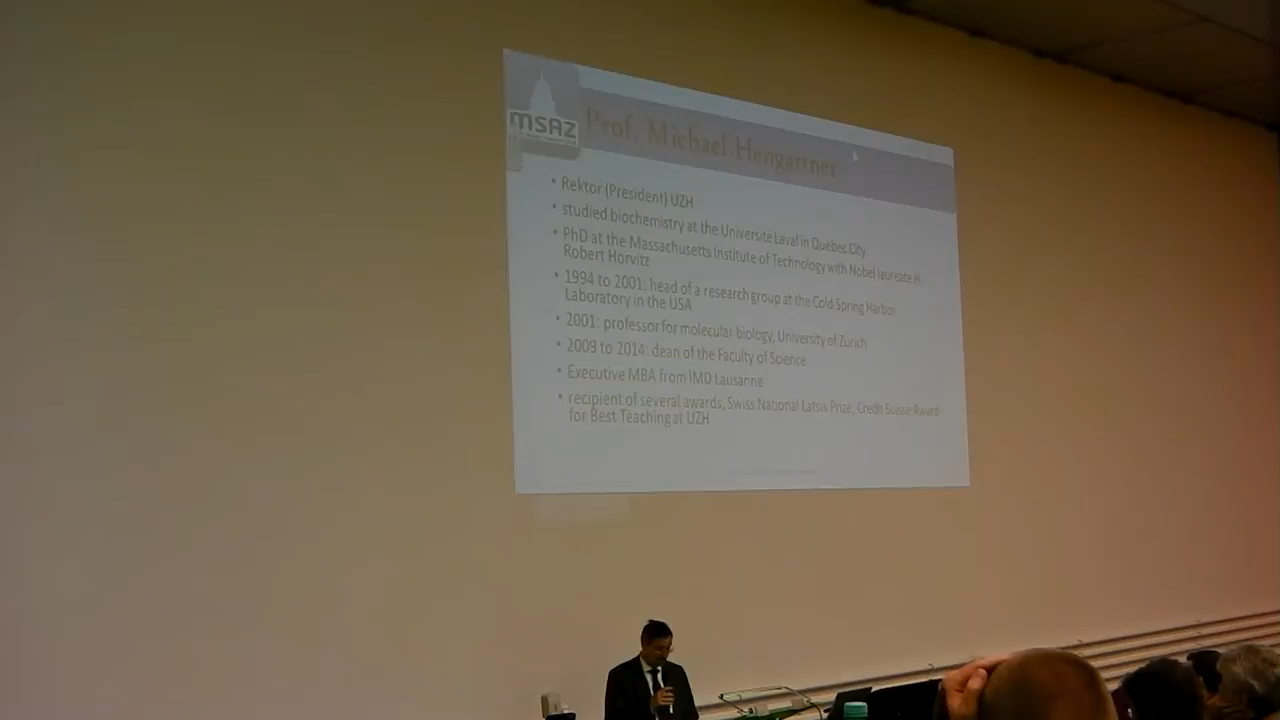 MSAZ
Prof. Michael Hengartner
• Rektor (President) UZH
• studied biochemistry at the Université Laval in Quebec City
• PhD at the Massachusetts Institute of Technology with Nobel laureate H.
Robert Horvitz
• 1994 to 2001: head of a research group at the Cold Spring Harbor
Laboratory in the USA
• 2001: professor for molecular biology, University of Zurich
• 2009 to 2014: dean of the Faculty of Science
• Executive MBA from IMD Lausanne
• recipient of several awards, Swiss National Latsis Prize, Credit Suisse Award
for Best Teaching at UZH